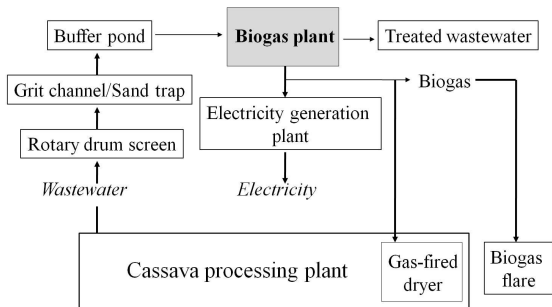 Buffer pond
Biogas plant
Treated wastewater
Grit channel/Sand trap
Biogas
Electricity generation
plant
Rotary drum screen
Wastewater
Electricity
Cassava processing plant
Gas-fired
dryer
Biogas
flare